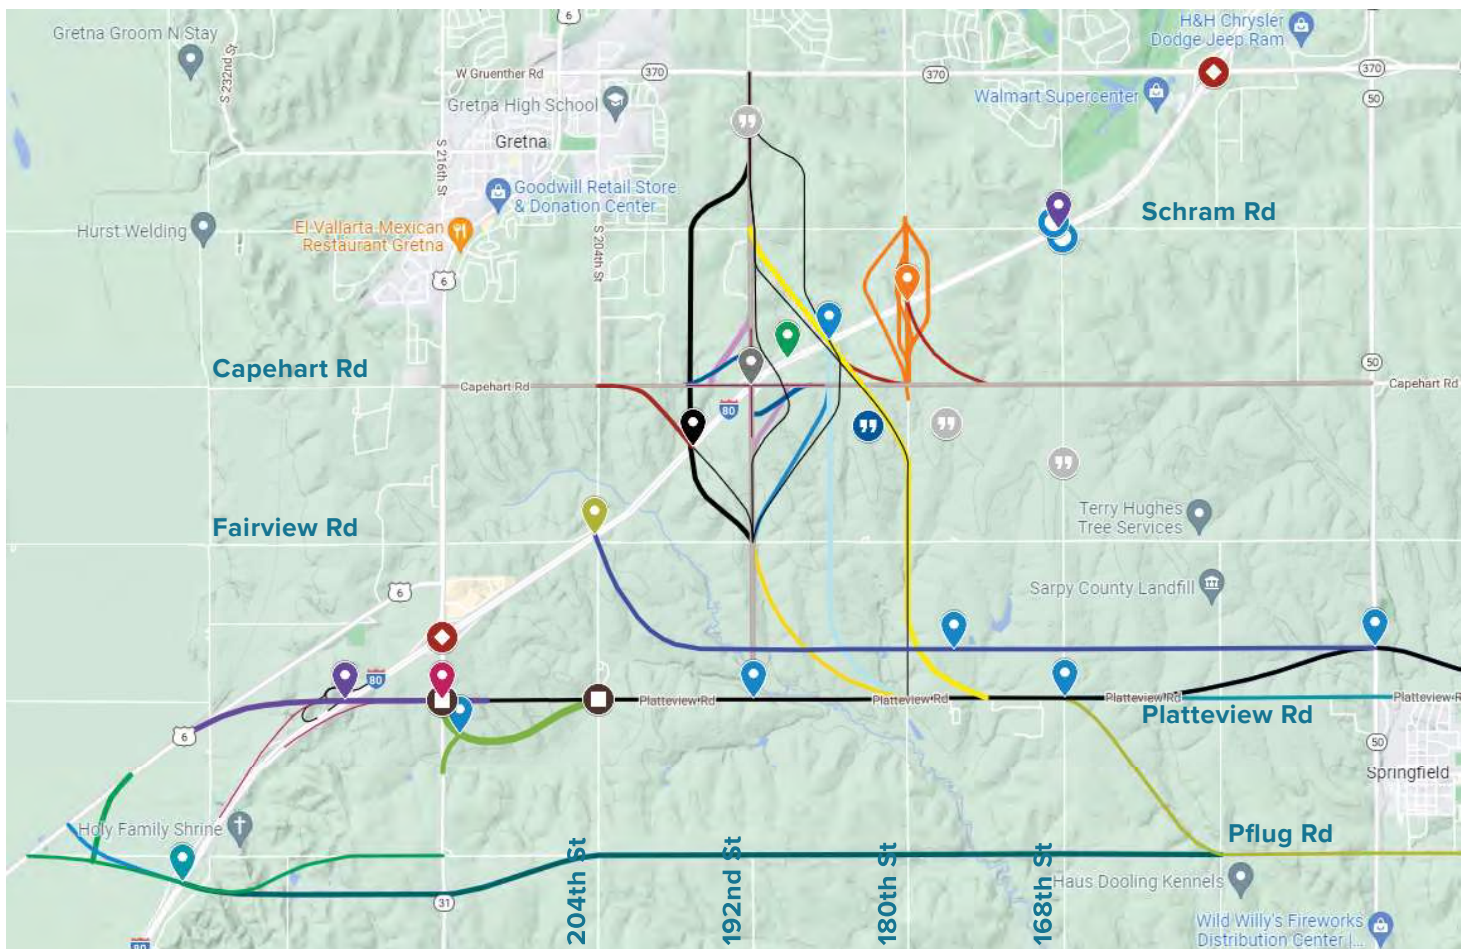 6
H&H Chrysler
Dodge Jeep Ram
Gretna Groom N Stay
S 232nd St
W Gruenther Rd
370
370
370
50
Walmart Supercenter
Gretna High School
Gretna
S 216th St
Goodwill Retail Store
& Donation Center
Schram Rd
Hurst Welding
El Vallarta Mexican
Restaurant Gretna
S 204th St
6
Capehart Rd
50
Capehart Rd
Capehart Rd
80
Fairview Rd
Terry Hughes
Tree Services
6
Sarpy County Landfill
80
Platteview Rd
Platteview Rd
Platteview Rd
Platteview R
Platteview Rd
6
50
Springfield
Holy Family Shrine
Pflug Rd
204th St
192nd St
180th St
168th St
Haus Dooling Kennels
31
Wild Willy's Fireworks
Distribution Center |...
80